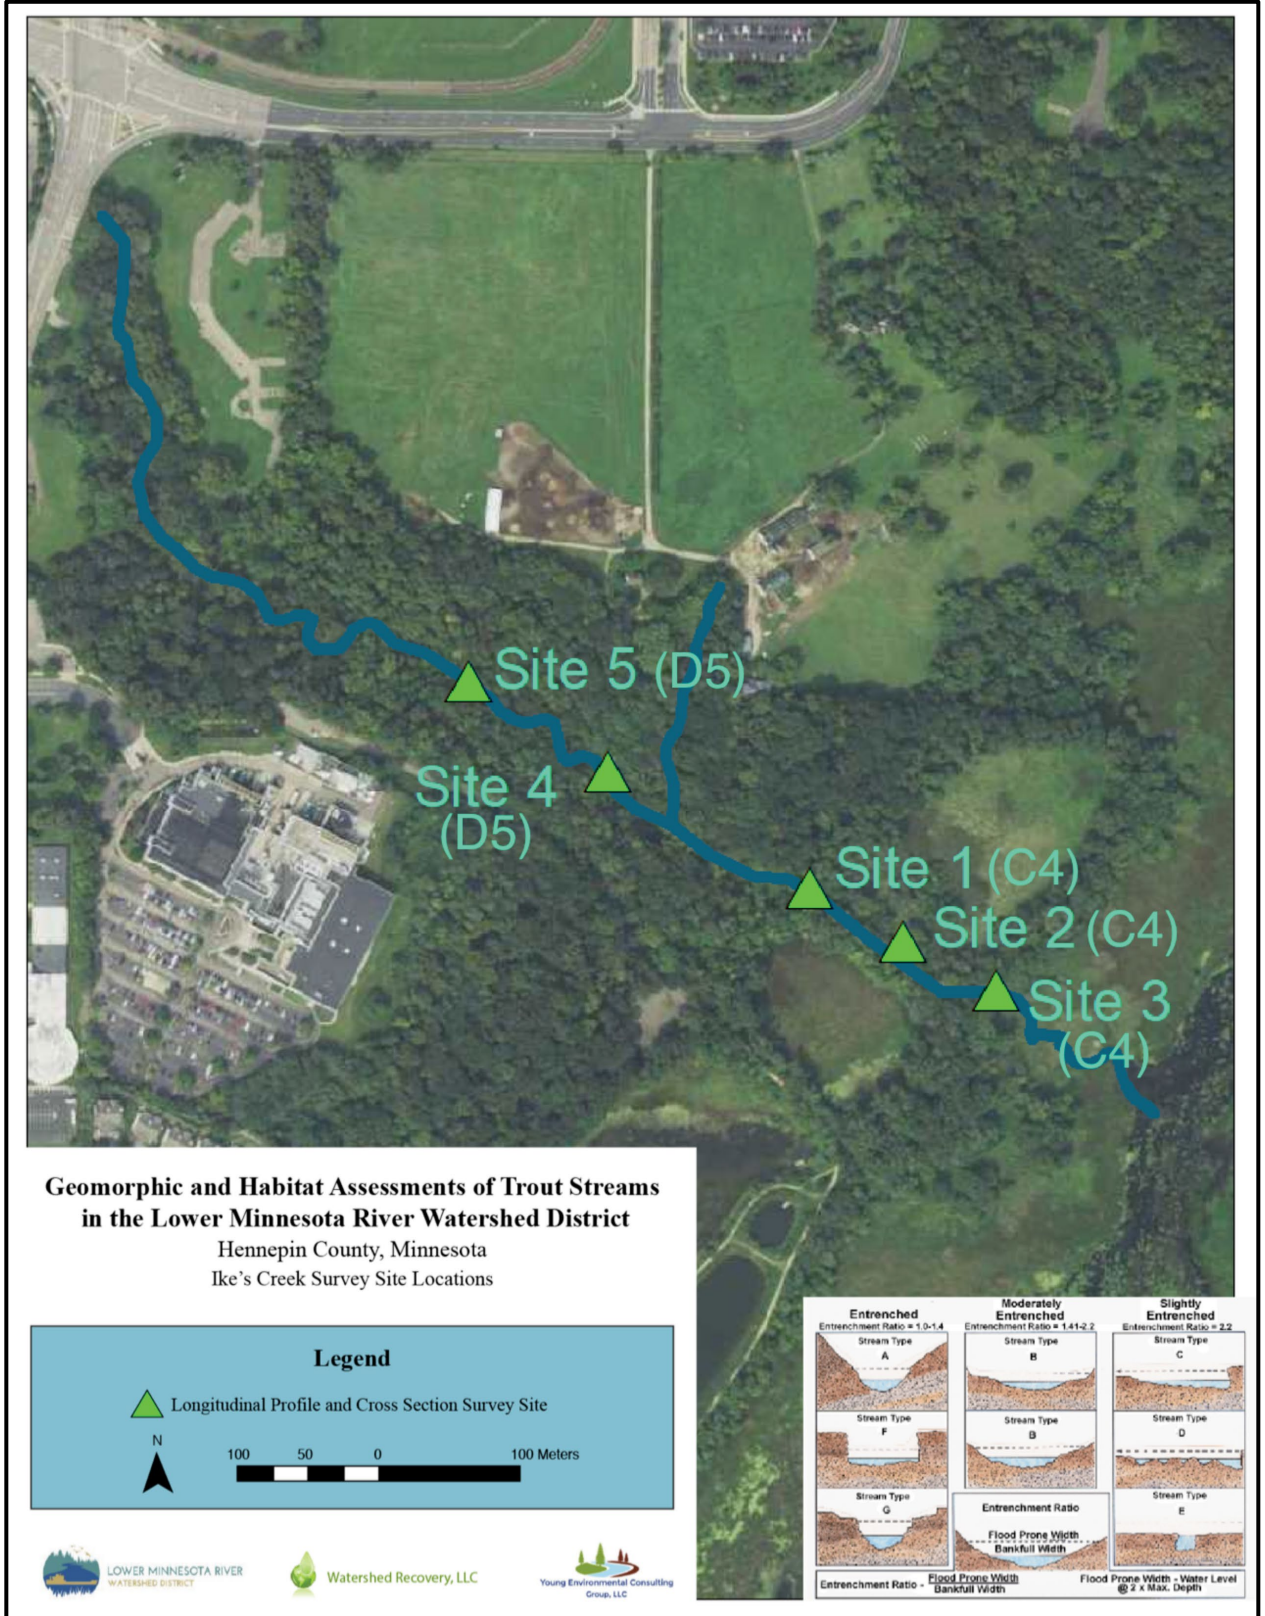 Site 5 (D5)
Site 4
(D5)
Site 1 (C4)
Site 2 (C4)
Site 3
(C4)
Geomorphic and Habitat Assessments of Trout Streams
in the Lower Minnesota River Watershed District
Hennepin County, Minnesota
Ike's Creek Survey Site Locations
Legend
Longitudinal Profile and Cross Section Survey Site
N
100 50 0 100 Meters
LOWER MINNESOTA RIVER
WATERSHED DISTRICT
Watershed Recovery, LLC
Young Environmental Consulting
Group, LLC
Entrenched
Entrenchment Ratio = 1.0-1.4
Stream Type
A
Stream Type
F
Stream Type
G
Moderately
Entrenched
Entrenchment Ratio = 1.41-2.2
Stream Type
B
Stream Type
B
Entrenchment Ratio
Flood Prone Width
Bankfull Width
Slightly
Entrenched
Entrenchment Ratio = 2.2
Stream Type
C
Stream Type
D
Stream Type
E
Entrenchment Ratio - Flood Prone Width
Bankfull Width
Flood Prone Width - Water Level
@ 2 x Max. Depth